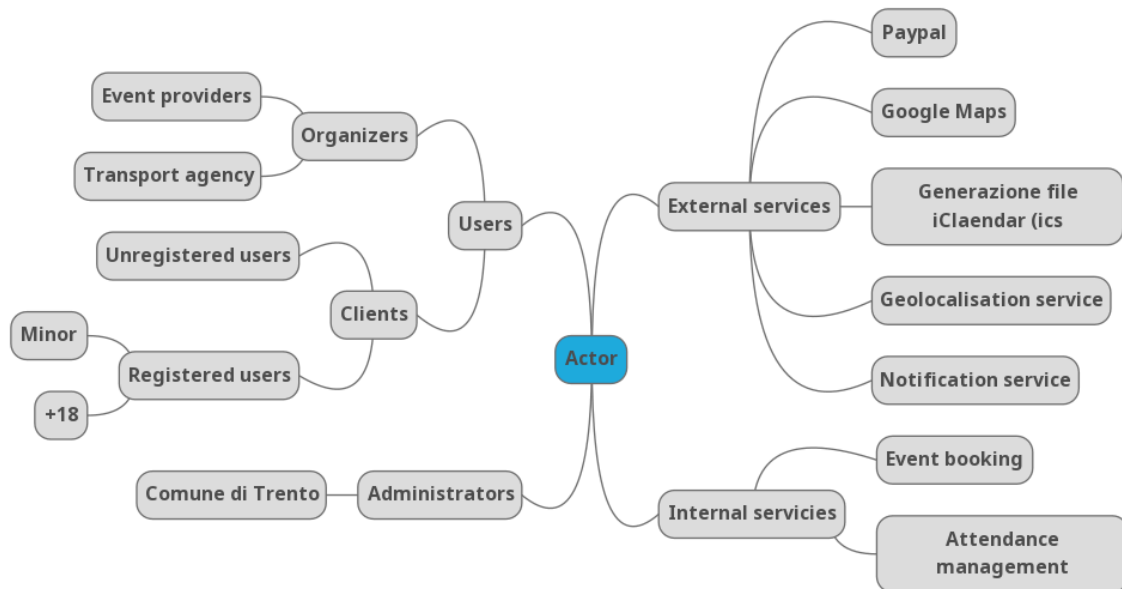 Paypal
Event providers
Google Maps
Organizers
Transport agency
Generazione file
iClaendar (ics
External services
Users
Unregistered users
Geolocalisation service
Clients
Minor
Actor
Registered users
Notification service
+18
Event booking
Comune di Trento
Administrators
Internal servicies
Attendance
management